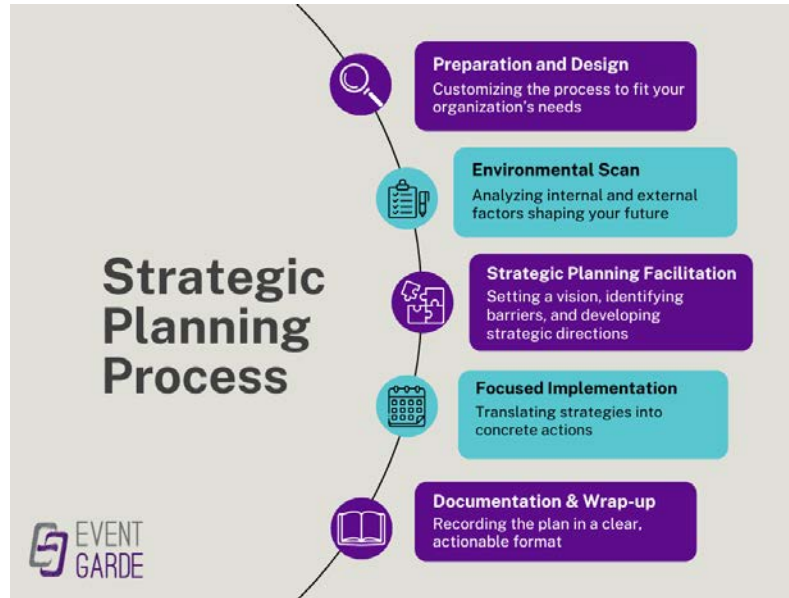 Strategic
Planning
Process
Preparation and Design
Customizing the process to fit your
organization's needs
Environmental Scan
Analyzing internal and external
factors shaping your future
Strategic Planning Facilitation
Setting a vision, identifying
barriers, and developing
strategic directions
Focused Implementation
Translating strategies into
concrete actions
Documentation & Wrap-up
Recording the plan in a clear,
actionable format
EVENT
GARDE